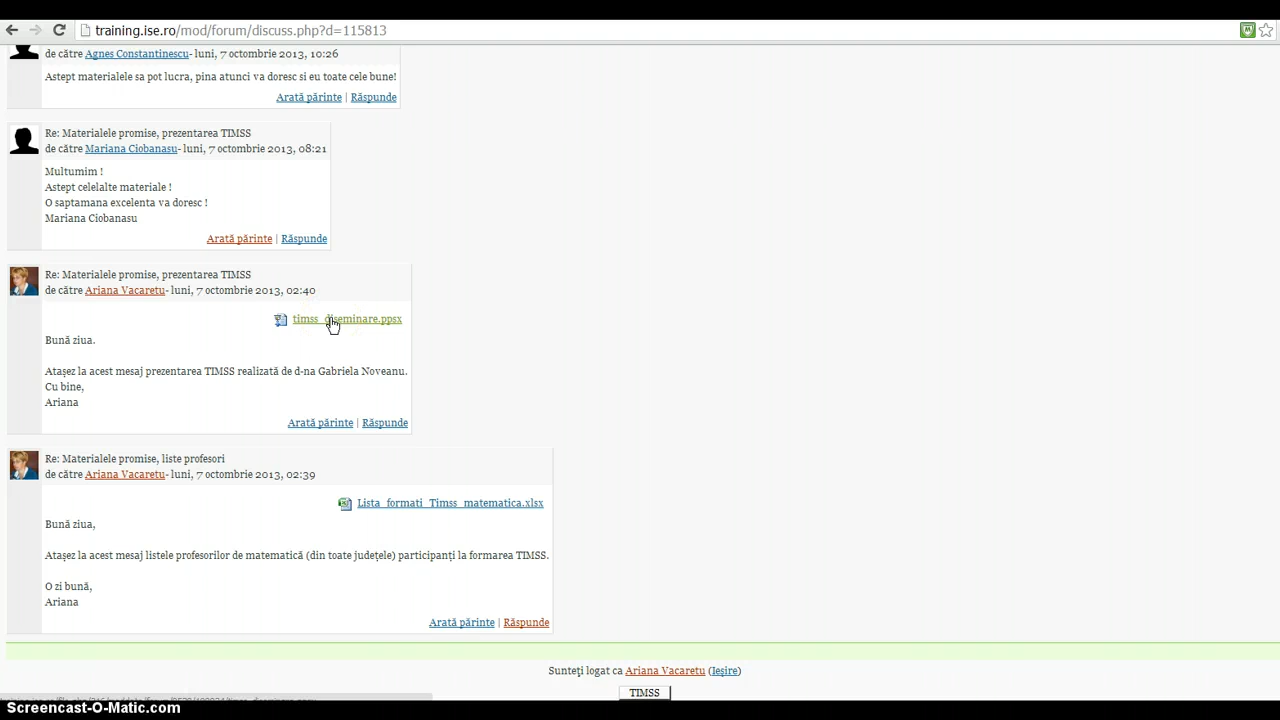 training.ise.ro/mod/forum/discuss.php?d=115813
de către Agnes Constantinescu- luni, 7 octombrie 2013, 10:26
Astept materialele sa pot lucra, pina atunci va doresc si eu toate cele bune!
Arată părinte | Răspunde
Re: Materialele promise, prezentarea TIMSS
de către Mariana Ciobanasu- luni, 7 octombrie 2013, 08:21
Multumim !
Astept celelalte materiale !
O saptamana excelenta va doresc !
Mariana Ciobanasu
Arată părinte | Răspunde
Re: Materialele promise, prezentarea TIMSS
de către Ariana Vacaretu- luni, 7 octombrie 2013, 02:40
timss_diseminare.ppsx
Bună ziua.
Atașez la acest mesaj prezentarea TIMSS realizată de d-na Gabriela Noveanu.
Cu bine,
Ariana
Arată părinte | Răspunde
Re: Materialele promise, liste profesori
de către Ariana Vacaretu- luni, 7 octombrie 2013, 02:39
Lista_formati_Timss_matematica.xlsx
Bună ziua,
Atașez la acest mesaj listele profesorilor de matematică (din toate județele) participanți la formarea TIMSS.
O zi bună,
Ariana
Arată părinte | Răspunde
Sunteţi logat ca Ariana Vacaretu (Ieşire)
TIMSS
Screencast-O-Matic.com